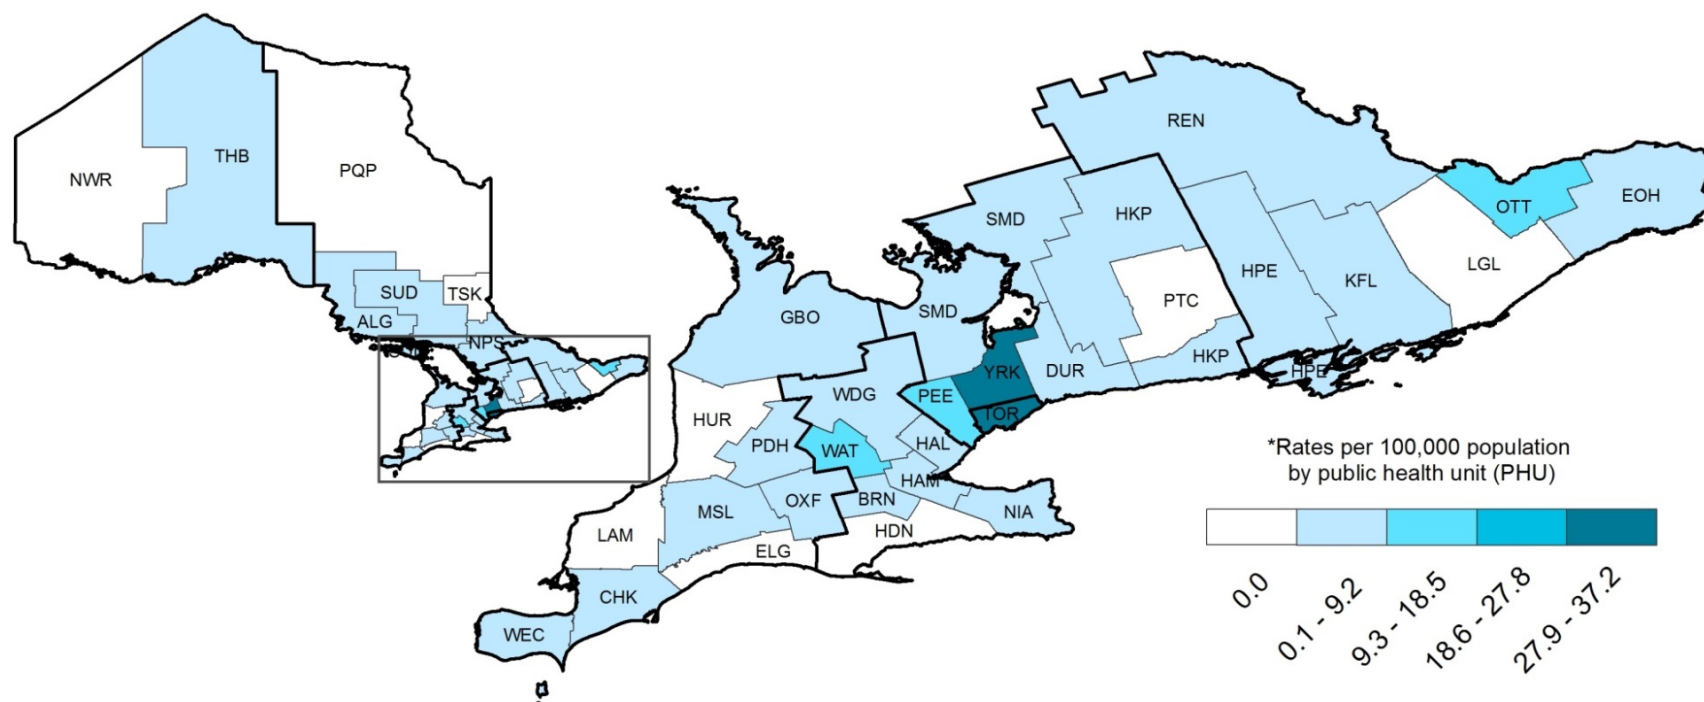 NWR
THB
PQP
SUD
TSK
ALG
NPS
REN
SMD
HKP
OTT
EOH
HPE
KFL
LGL
PTC
GBO
SMD
HKP
HPE
YRK
DUR
PEE
TOR
WDG
HUR
PDH
WAT
HAL
HAM
MSL
OXF
BRN
NIA
LAM
ELG
HDN
CHK
WEC
*Rates per 100,000 population
by public health unit (PHU)
0.0
0.1 - 9.2
9.3 - 18.5
18.6 - 27.8
27.9 - 37.2